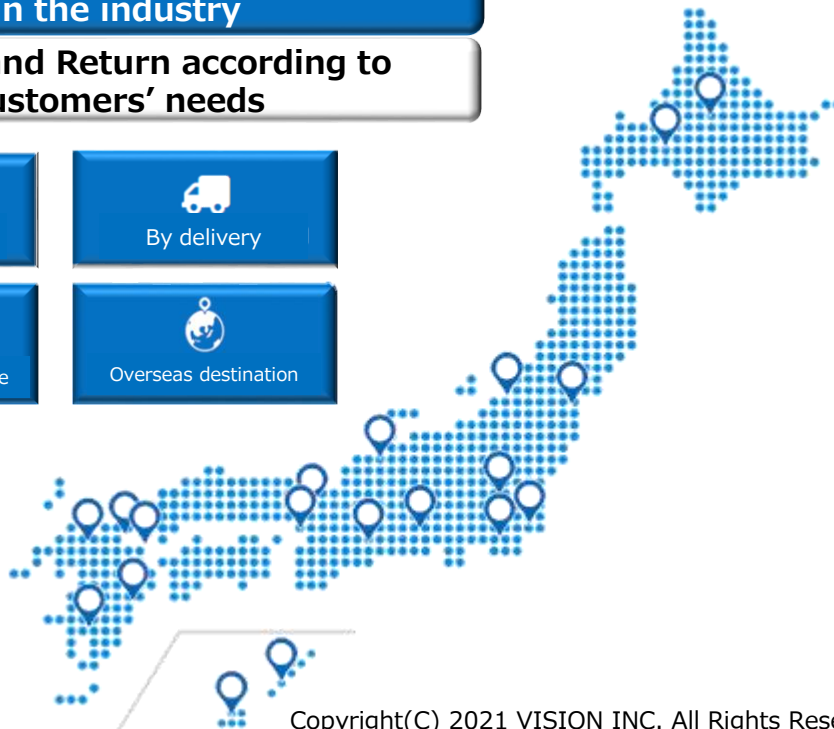 n the industry
nd Return according to
ustomers’ needs
By delivery
Overseas destination
e
Copyright(C) 2021 VISION INC. All Rights Rese